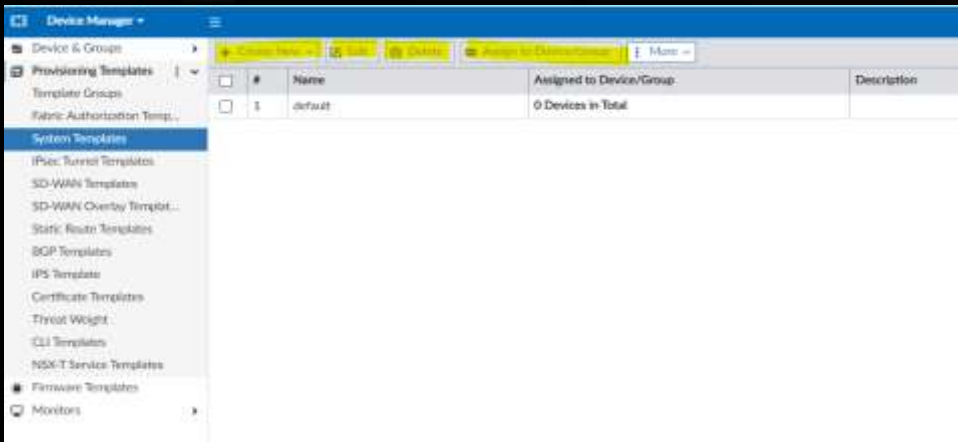 Device Manager
Device & Groups
Provisioning Templates
Template Groups
Fabric Authorization Temp...
System Templates
IPsec Tunnel Templates
SD-WAN Templates
SD-WAN Overlay Templat...
Static Route Templates
BGP Templates
IPS Template
Certificate Templates
Threat Weight
CLI Templates
NSX-T Service Templates
Firmware Templates
Monitors
+ Create New Edit Delete Assign to Device/Group More
# Name Assigned to Device/Group Description
1 default 0 Devices in Total